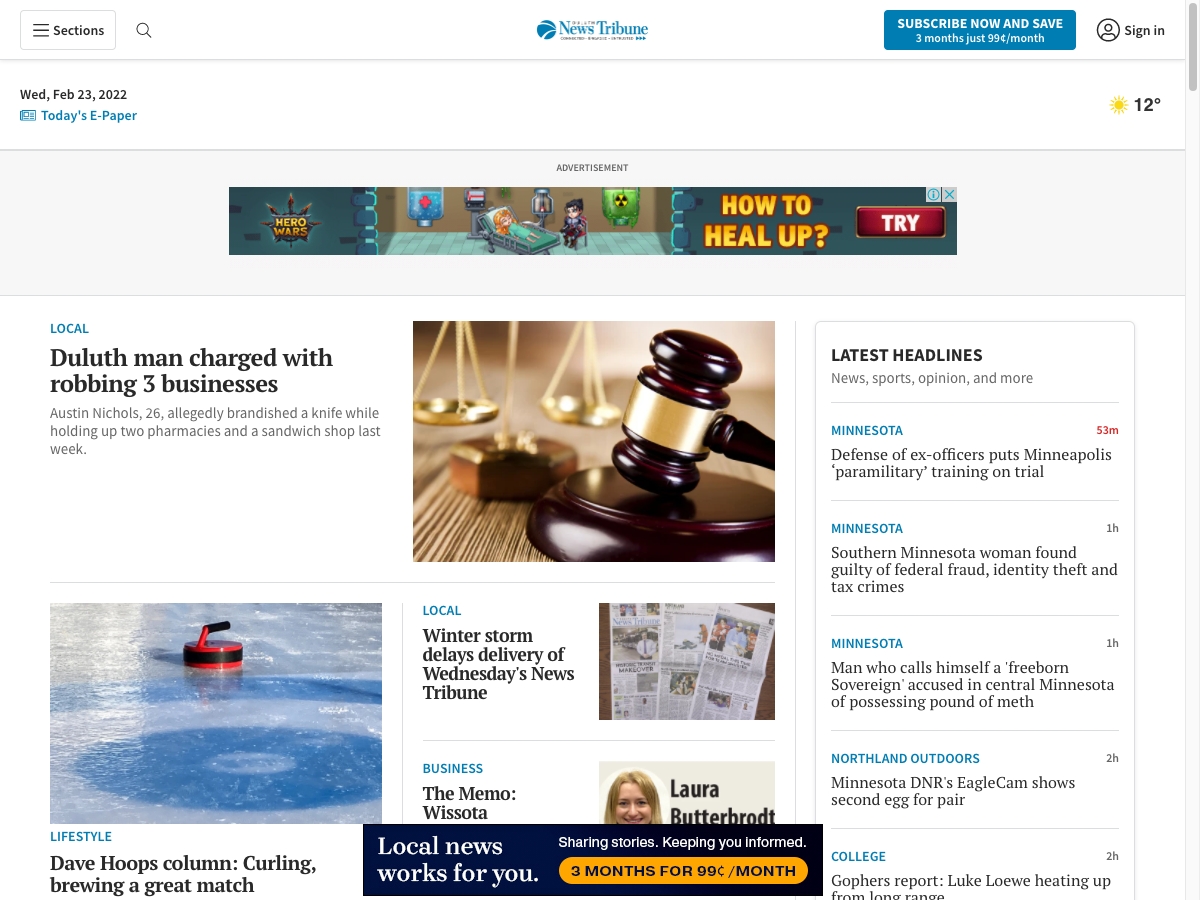 Sections
News Tribune
SUBSCRIBE NOW AND SAVE
3 months just 99¢/month
Sign in
Wed, Feb 23, 2022
Today's E-Paper
12°
ADVERTISEMENT
HERO
WARS
HOW TO
HEAL UP?
TRY
LOCAL
Duluth man charged with
robbing 3 businesses
Austin Nichols, 26, allegedly brandished a knife while
holding up two pharmacies and a sandwich shop last
week.
LIFESTYLE
Dave Hoops column: Curling,
brewing a great match
LOCAL
Winter storm
delays delivery of
Wednesday's News
Tribune
News Tribune
BUSINESS
The Memo:
Wissota
Laura
Butterbrodt
LATEST HEADLINES
News, sports, opinion, and more
MINNESOTA 53m
Defense of ex-officers puts Minneapolis
‘paramilitary’ training on trial
MINNESOTA 1h
Southern Minnesota woman found
guilty of federal fraud, identity theft and
tax crimes
MINNESOTA 1h
Man who calls himself a 'freeborn
Sovereign' accused in central Minnesota
of possessing pound of meth
NORTHLAND OUTDOORS 2h
Minnesota DNR's EagleCam shows
second egg for pair
COLLEGE 2h
Gophers report: Luke Loewe heating up
from long range
Local news
works for you.
Sharing stories. Keeping you informed.
3 MONTHS FOR 99¢ /MONTH